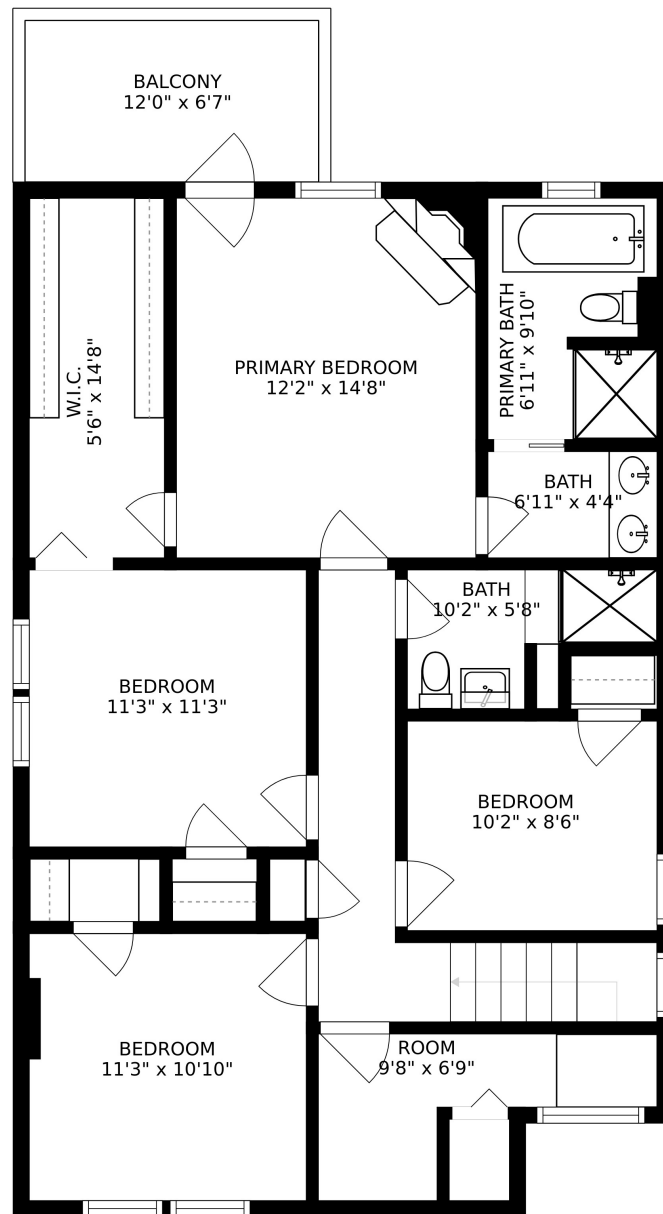 BALCONY
12'0" x 6'7"
W.I.C.
5'6" x 14'8"
PRIMARY BEDROOM
12'2" x 14'8"
PRIMARY BATH
6'11" x 9'10"
BATH
6'11" x 4'4"
BATH
10'2" x 5'8"
BEDROOM
11'3" x 11'3"
BEDROOM
10'2" x 8'6"
BEDROOM
11'3" x 10'10"
ROOM
9'8" x 6'9"